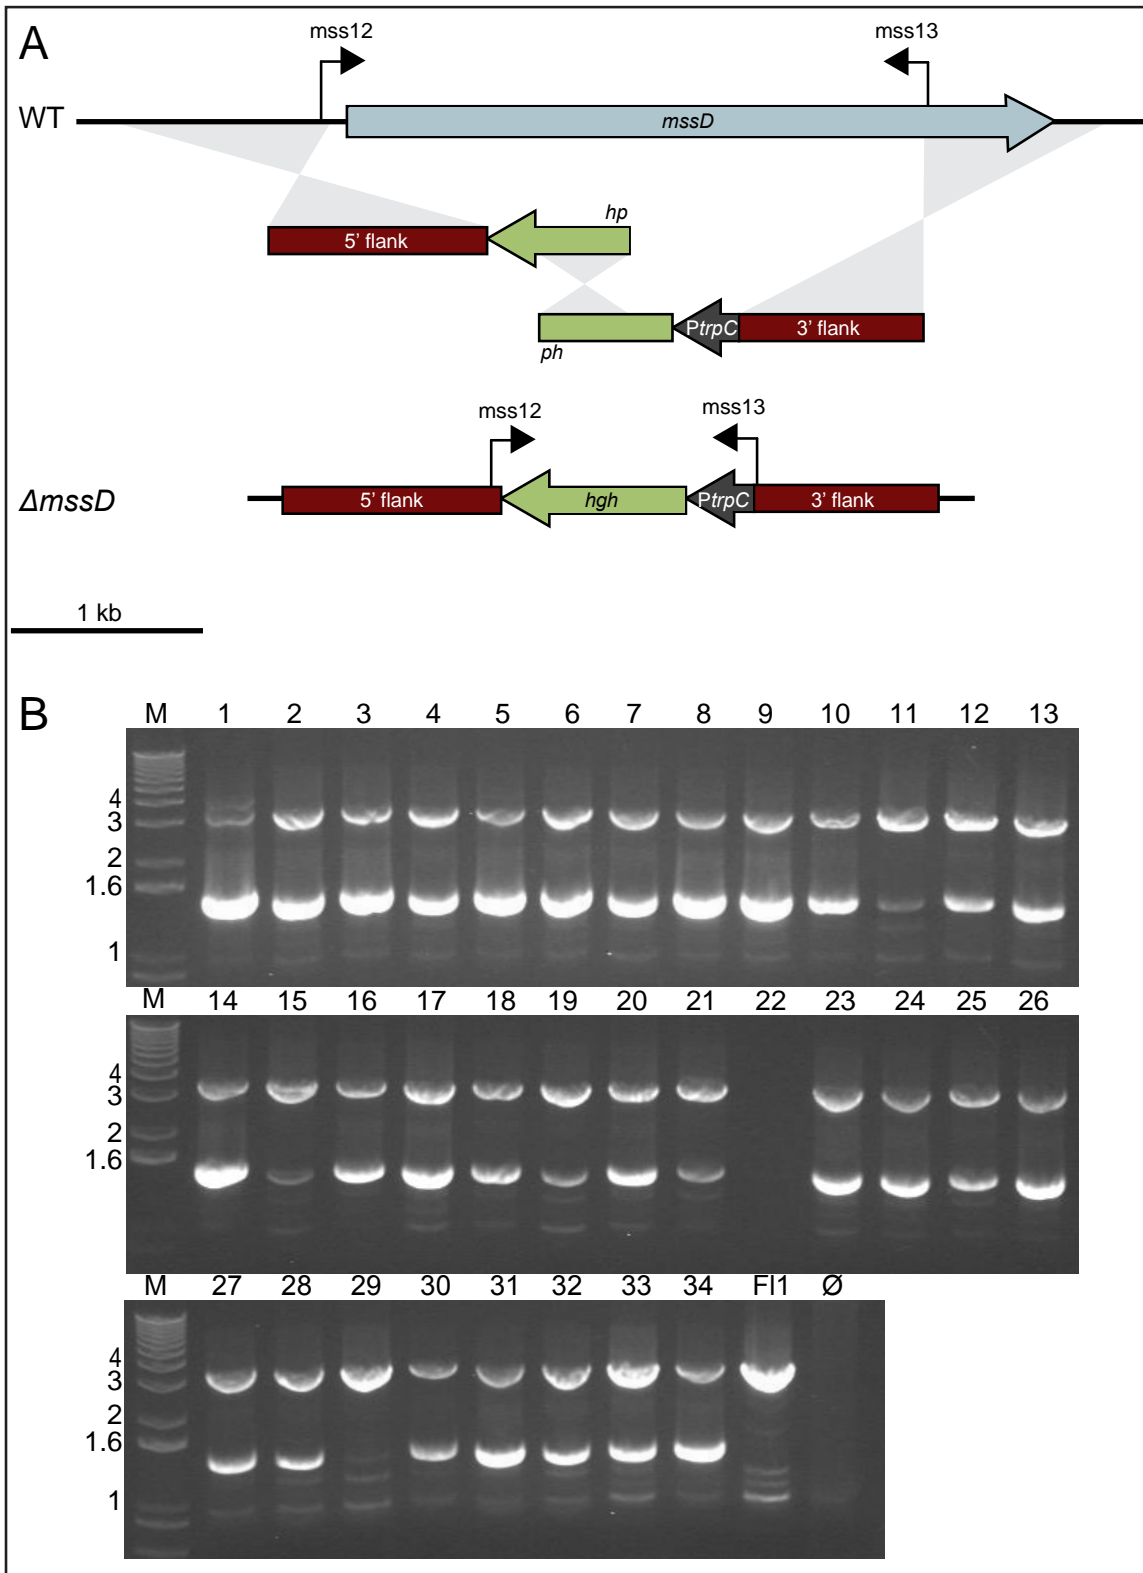 A
mss12 mss13
WT mssD
hp
5' flank
PtrpC 3' flank
ph
mss12 mss13
ΔmssD 5' flank hgh PtrpC 3' flank
1 kb
B
M 1 2 3 4 5 6 7 8 9 10 11 12 13
4
3
2
1.6
1
M 14 15 16 17 18 19 20 21 22 23 24 25 26
4
3
2
1.6
M 27 28 29 30 31 32 33 34 Fl1 Ø
4
3
2
1.6
1